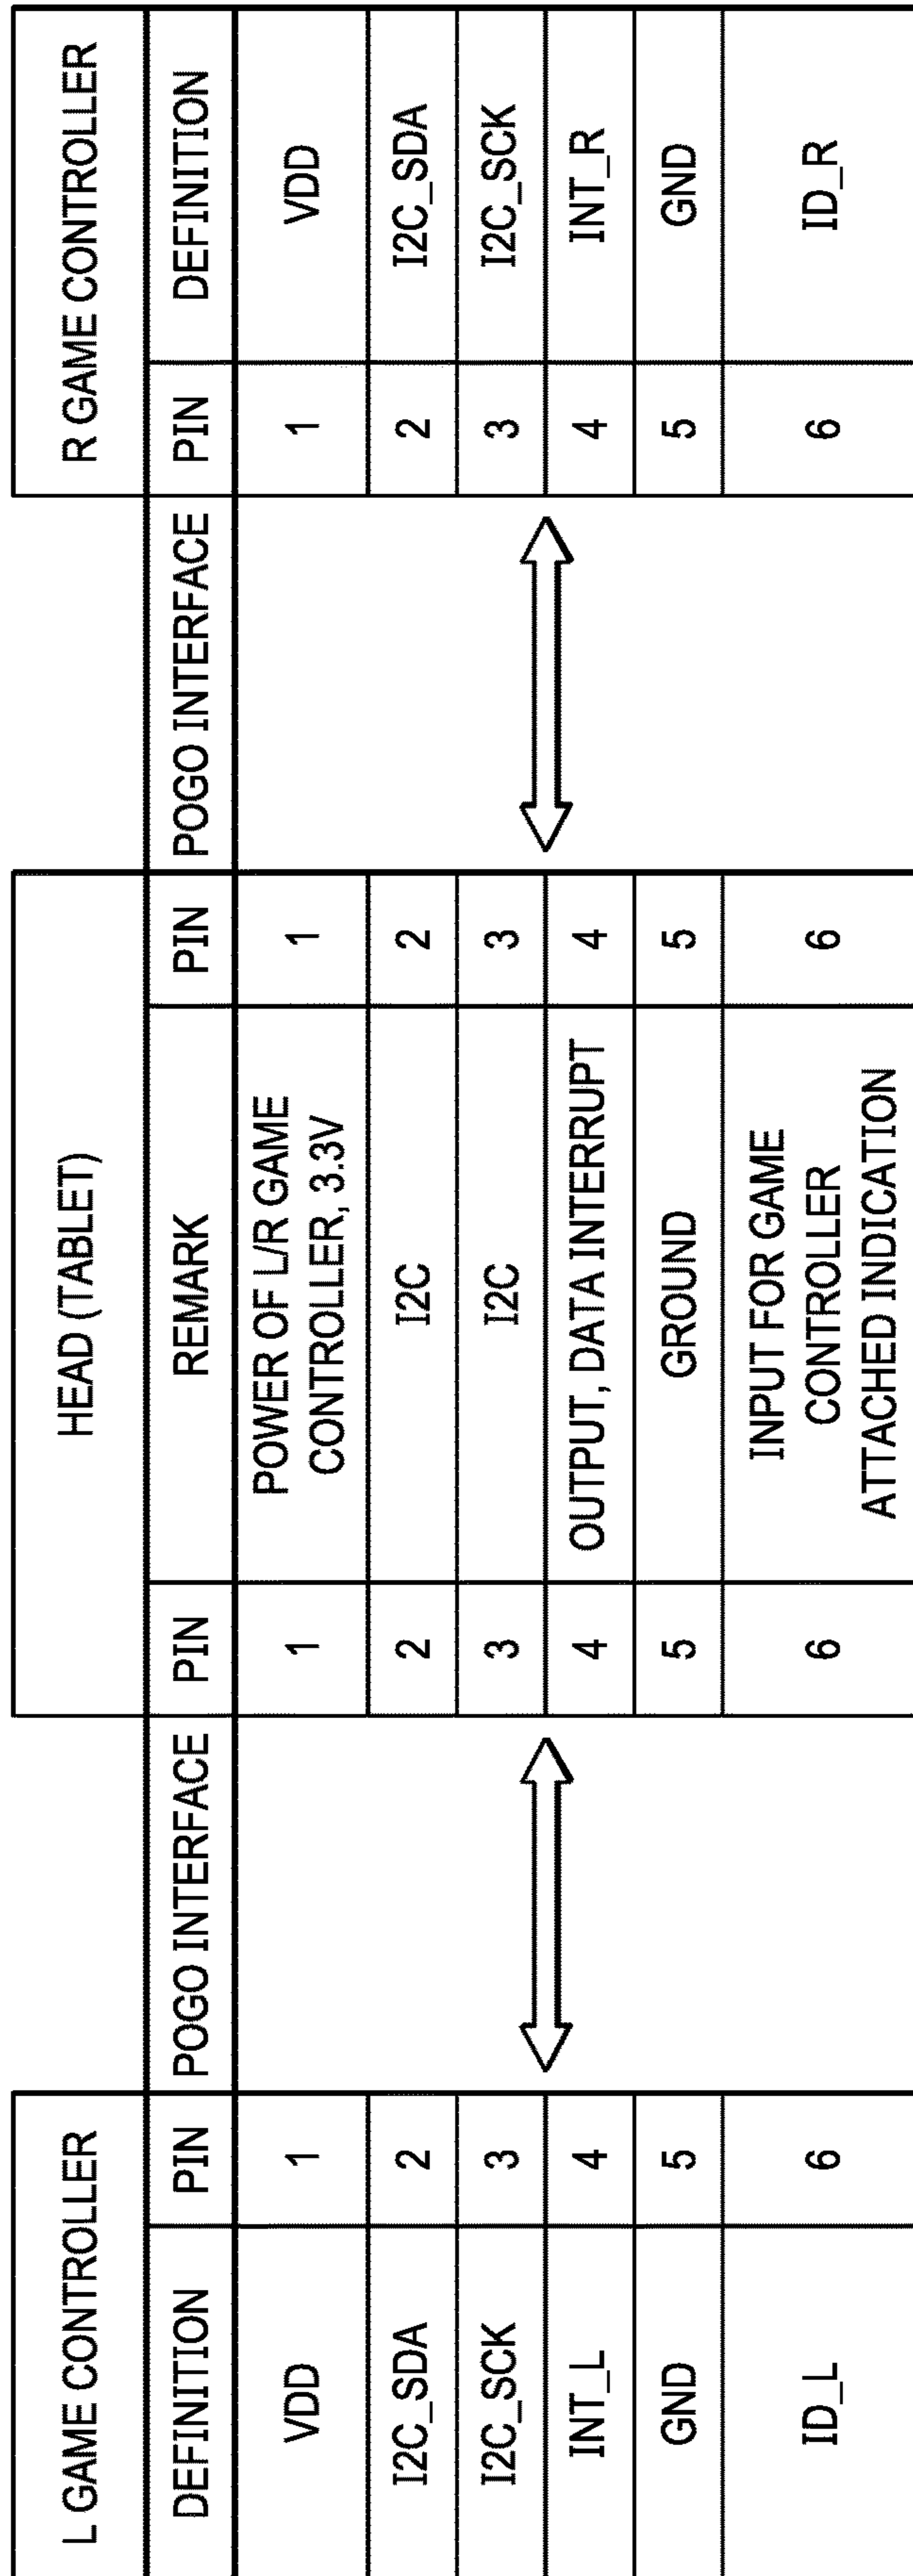 L GAME CONTROLLER HEAD (TABLET) R GAME CONTROLLER
DEFINITION PIN POGO INTERFACE PIN REMARK PIN POGO INTERFACE PIN DEFINITION
VDD 1 1 POWER OF L/R GAME 1 1 VDD
CONTROLLER, 3.3V
I2C_SDA 2 2 I2C 2 2 I2C_SDA
I2C_SCK 3 3 I2C 3 3 I2C_SCK
INT_L 4 4 OUTPUT, DATA INTERRUPT 4 4 INT_R
GND 5 5 GROUND 5 5 GND
ID_L 6 6 INPUT FOR GAME 6 6 ID_R
CONTROLLER
ATTACHED INDICATION